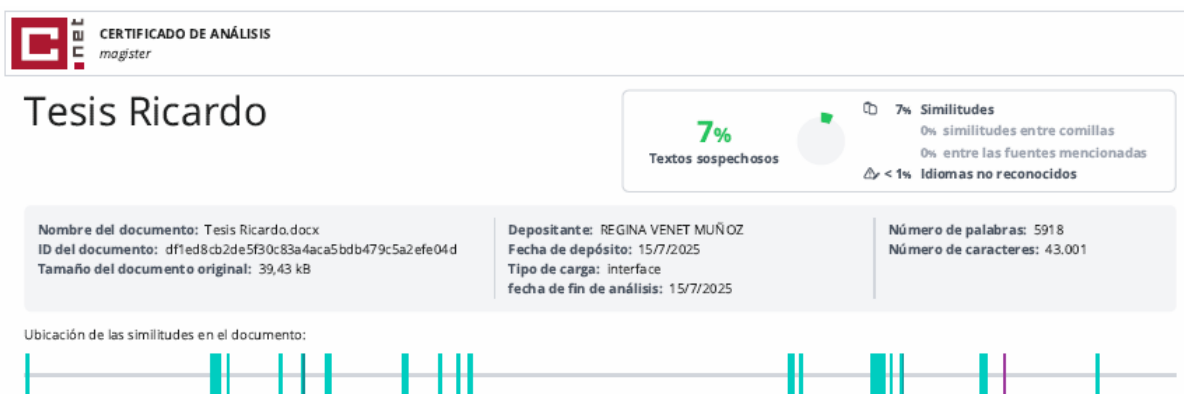 C
.net
CERTIFICADO DE ANÁLISIS
magister
Tesis Ricardo
7%
Textos sospechosos
7% Similitudes
0% similitudes entre comillas
0% entre las fuentes mencionadas
< 1% Idiomas no reconocidos
Nombre del documento: Tesis Ricardo.docx
ID del documento: df1ed8cb2de5f30c83a4aca5bdb479c5a2efe04d
Tamaño del documento original: 39,43 kB
Depositante: REGINA VENET MUÑOZ
Fecha de depósito: 15/7/2025
Tipo de carga: interface
fecha de fin de análisis: 15/7/2025
Número de palabras: 5918
Número de caracteres: 43.001
Ubicación de las similitudes en el documento: